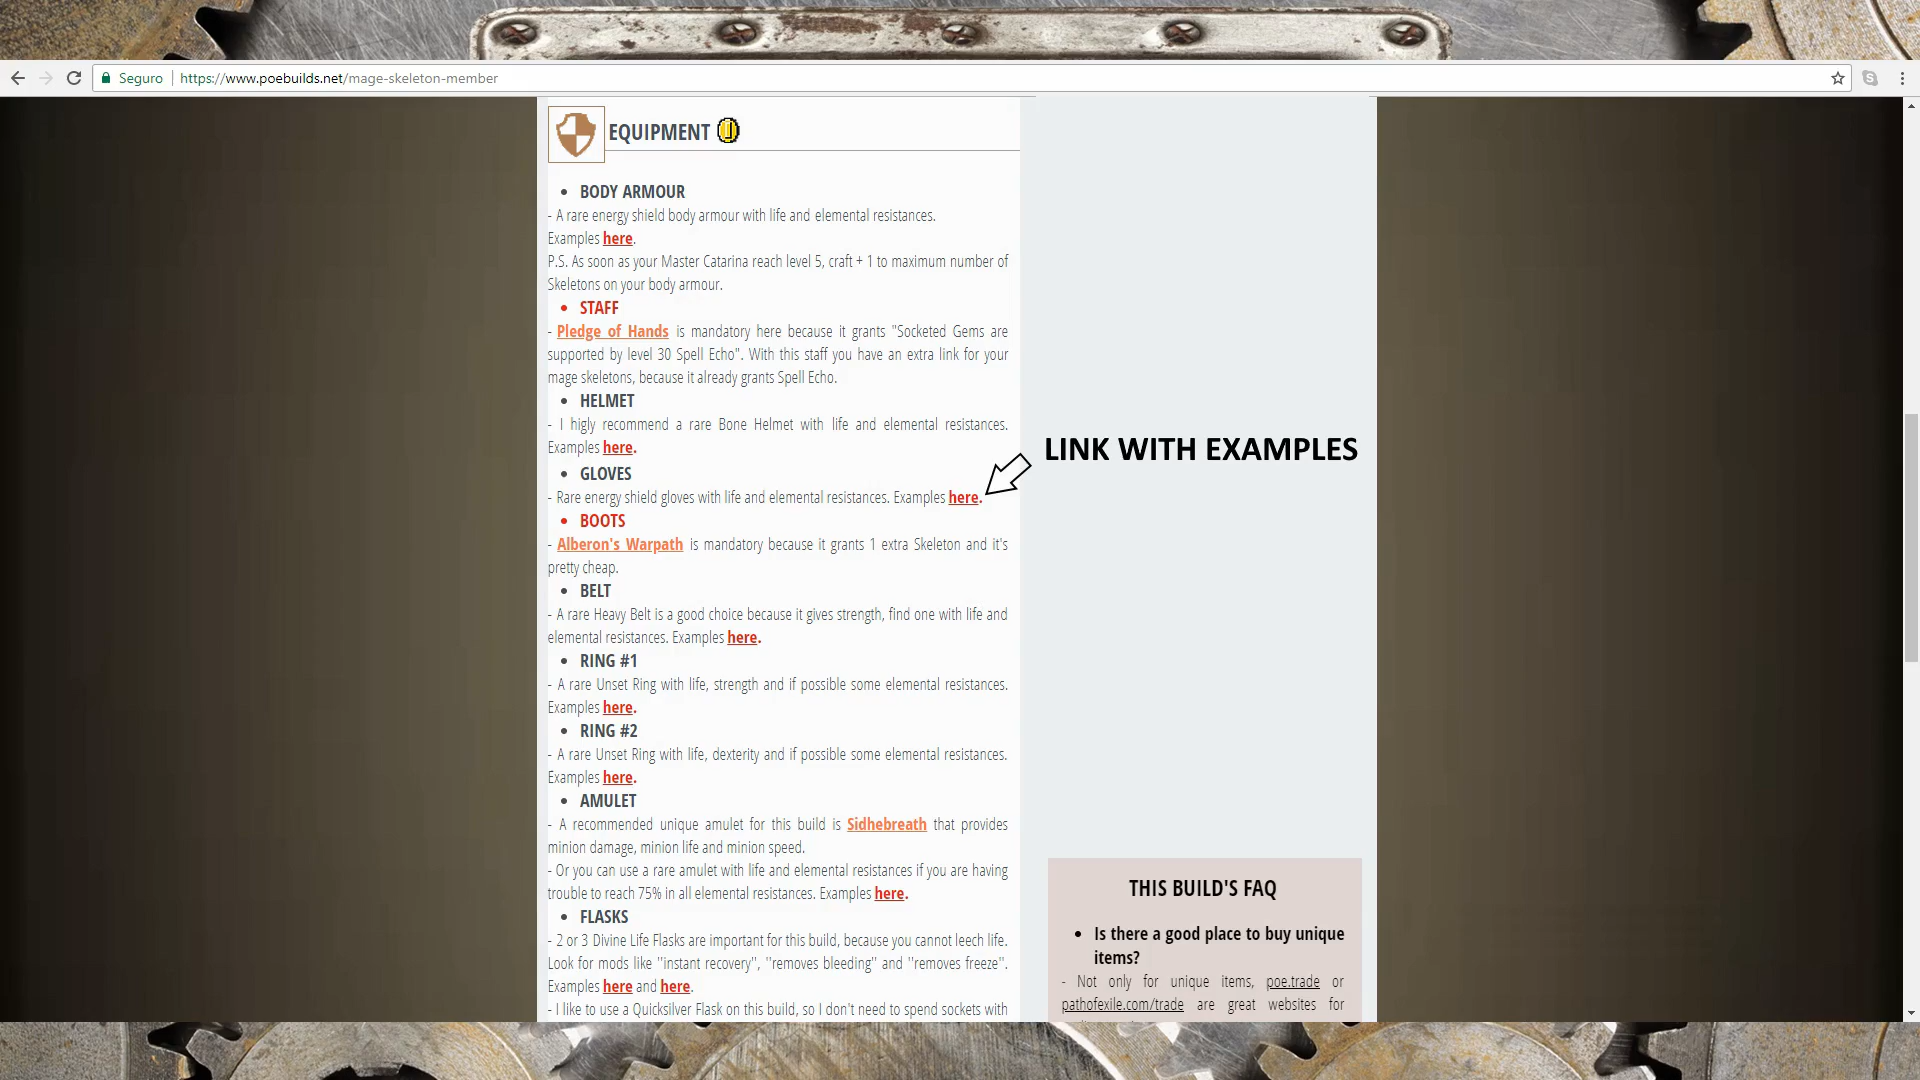 Seguro
https://www.poebuilds.net/mage-skeleton-member
EQUIPMENT
BODY ARMOUR
- A rare energy shield body armour with life and elemental resistances.
Examples here.
P.S. As soon as your Master Catarina reach level 5, craft + 1 to maximum number of
Skeletons on your body armour.
STAFF
- Pledge of Hands is mandatory here because it grants "Socketed Gems are
supported by level 30 Spell Echo". With this staff you have an extra link for your
mage skeletons, because it already grants Spell Echo.
HELMET
- I higly recommend a rare Bone Helmet with life and elemental resistances.
Examples here.
GLOVES
- Rare energy shield gloves with life and elemental resistances. Examples here.
LINK WITH EXAMPLES
BOOTS
- Alberon's Warpath is mandatory because it grants 1 extra Skeleton and it's
pretty cheap.
BELT
- A rare Heavy Belt is a good choice because it gives strength, find one with life and
elemental resistances. Examples here.
RING #1
- A rare Unset Ring with life, strength and if possible some elemental resistances.
Examples here.
RING #2
- A rare Unset Ring with life, dexterity and if possible some elemental resistances.
Examples here.
AMULET
- A recommended unique amulet for this build is Sidhebreath that provides
minion damage, minion life and minion speed.
- Or you can use a rare amulet with life and elemental resistances if you are having
trouble to reach 75% in all elemental resistances. Examples here.
FLASKS
- 2 or 3 Divine Life Flasks are important for this build, because you cannot leech life.
Look for mods like "instant recovery", "removes bleeding" and "removes freeze".
Examples here and here.
- I like to use a Quicksilver Flask on this build, so I don't need to spend sockets with
THIS BUILD'S FAQ
Is there a good place to buy unique
items?
- Not only for unique items, poe.trade or
pathofexile.com/trade are great websites for